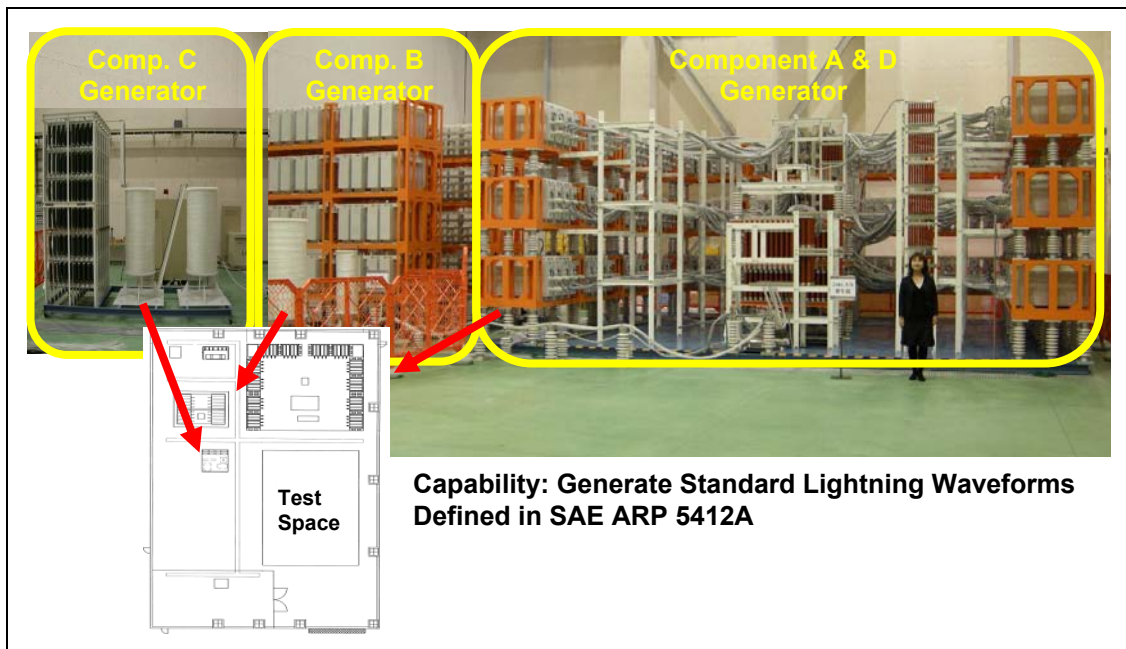 Comp. C
Generator
Comp. B
Generator
Component A & D
Generator
Test
Space
Capability: Generate Standard Lightning Waveforms
Defined in SAE ARP 5412A